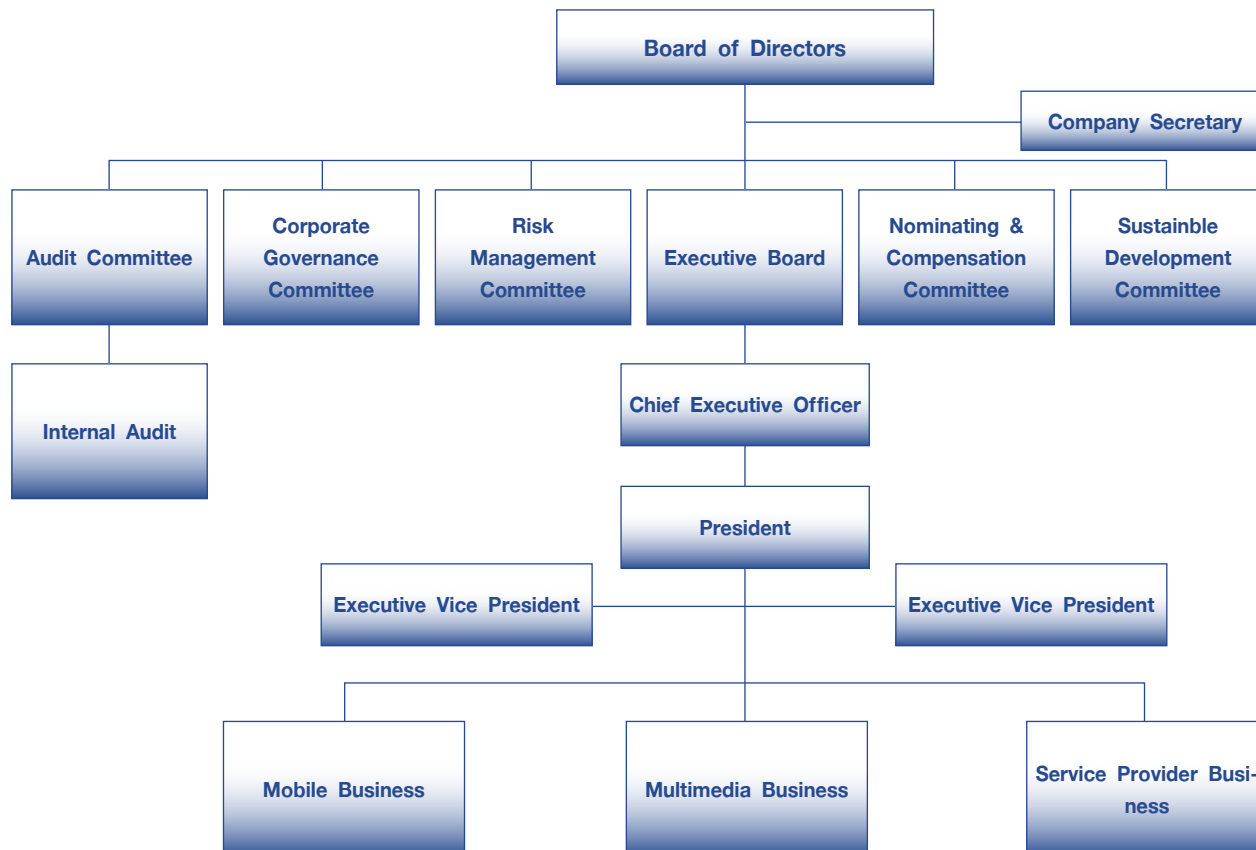 Board of Directors
Company Secretary
Audit Committee
Corporate
Governance
Committee
Risk
Management
Committee
Executive Board
Nominating &
Compensation
Committee
Sustainble
Development
Committee
Internal Audit
Chief Executive Officer
President
Executive Vice President
Executive Vice President
Mobile Business
Multimedia Business
Service Provider Busi-
ness